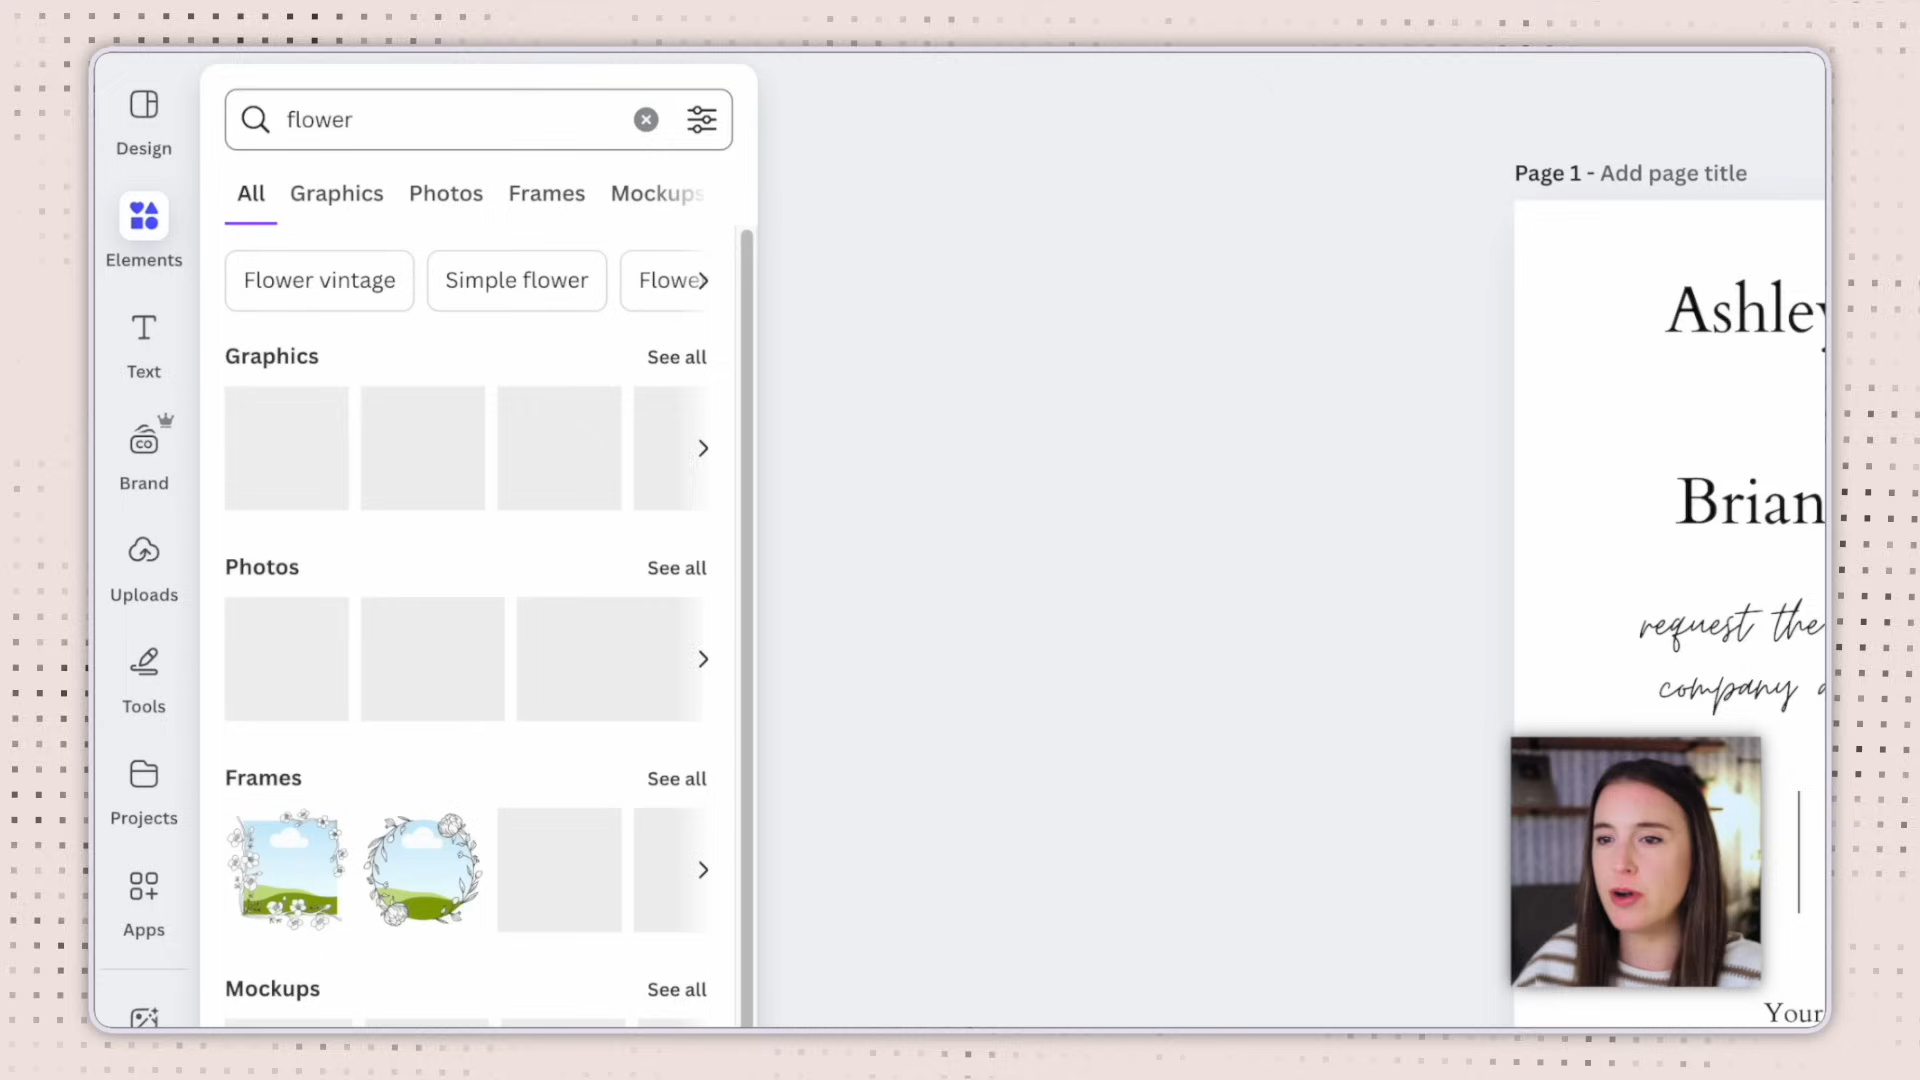 Design
Elements
Text
Brand
Uploads
Tools
Projects
Apps
flower
All Graphics Photos Frames Mockups
Flower vintage
Simple flower
Flowe
Graphics See all
Photos See all
Frames See all
Mockups See all
Page 1 - Add page title
Ashley
Brian
request the
company
Your